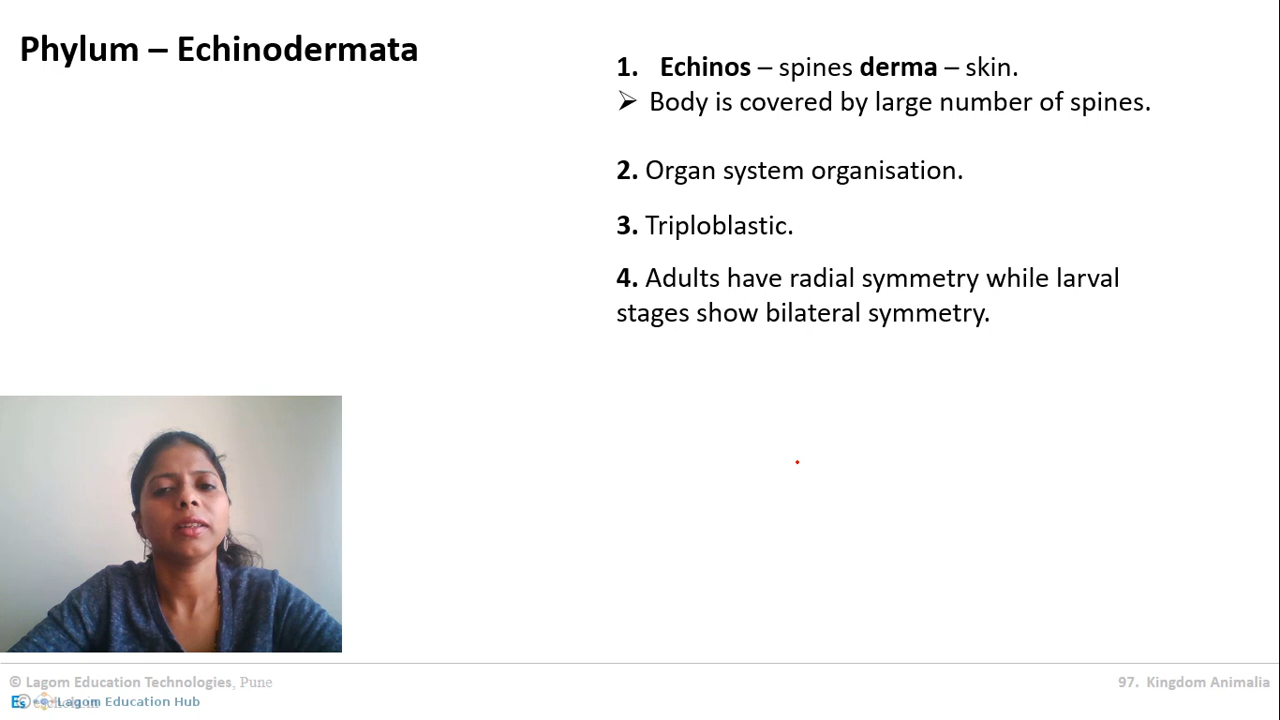 Phylum – Echinodermata
1. Echinos – spines derma – skin.
➢ Body is covered by large number of spines.
2. Organ system organisation.
3. Triploblastic.
4. Adults have radial symmetry while larval
stages show bilateral symmetry.
© Lagom Education Technologies, Pune
97. Kingdom Animalia
Lagom Education Hub